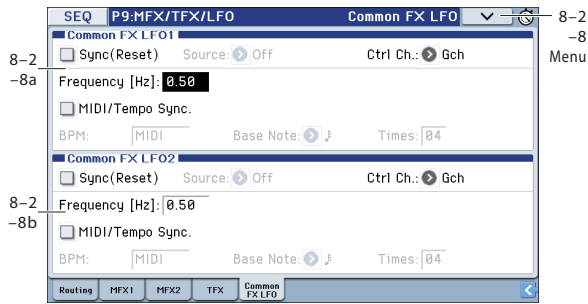 SEQ P9:MFX/TFX/LFO Common FX LFO
8–2
–8
Menu
Common FX LFO1
8–2
–8a
Sync(Reset) Source: Off Ctrl Ch.: Gch
Frequency [Hz]: 0.50
MIDI/Tempo Sync.
BPM: MIDI Base Note: ♪ Times: 04
Common FX LFO2
Sync(Reset) Source: Off Ctrl Ch.: Gch
8–2
–8b
Frequency [Hz]: 0.50
MIDI/Tempo Sync.
BPM: MIDI Base Note: ♪ Times: 04
Routing MFX1 MFX2 TFX Common
FX LFO